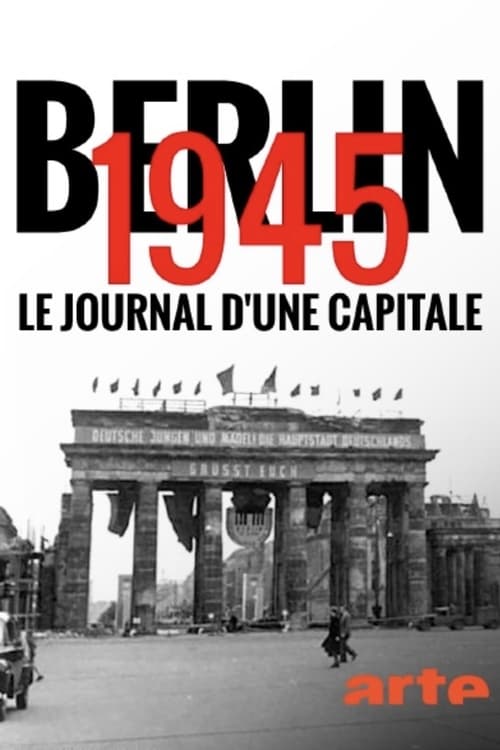 BERLIN
1945
LE JOURNAL D'UNE CAPITALE
DEUTSCHE JUNGEN UND MÄDEL! DIE HAUPTSTADT DEUTSCHLANDS
GRÜSST EUCH
arte